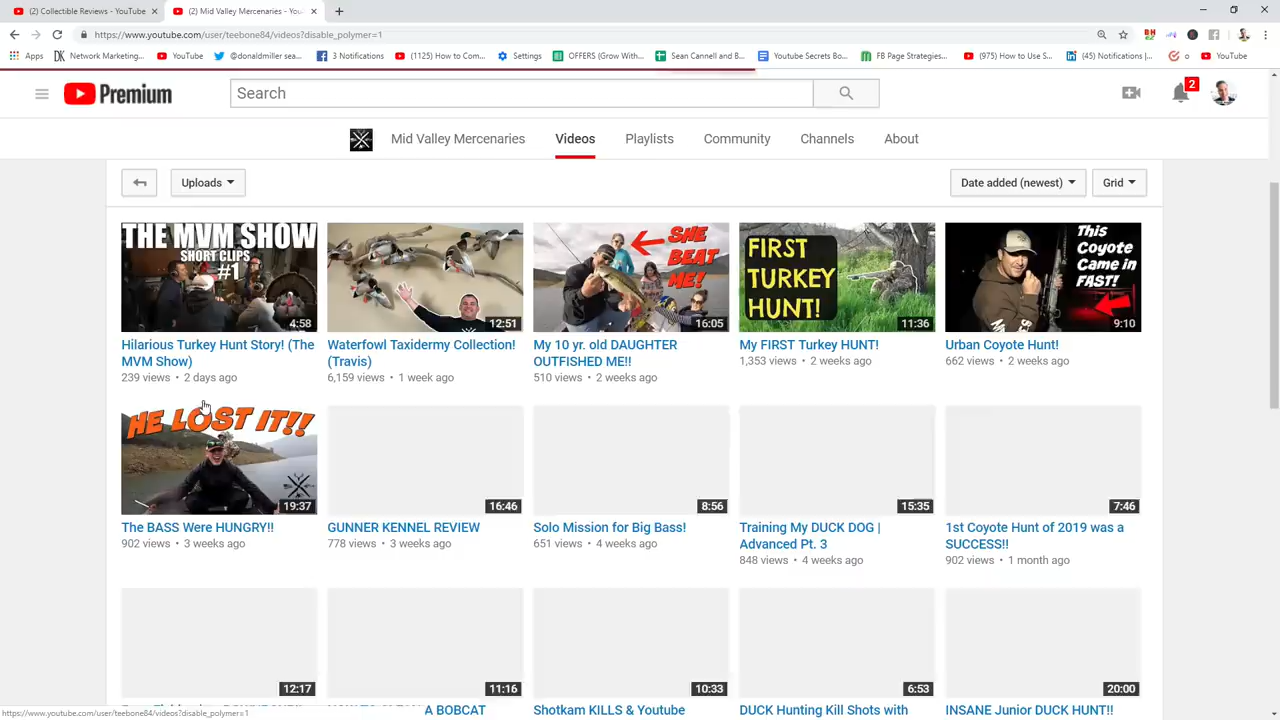 (2) Collectible Reviews - YouTube
(2) Mid Valley Mercenaries - You
https://www.youtube.com/user/teebone84/videos?disable_polymer=1
Apps
Network Marketing...
YouTube
@donaldmiller sea...
3 Notifications
(1125) How to Com...
Settings
OFFERS (Grow With...
Sean Cannell and B...
Youtube Secrets Bo...
FB Page Strategies...
(975) How to Use S...
(45) Notifications |...
o
YouTube
Premium
Search
2
Mid Valley Mercenaries
Videos
Playlists
Community
Channels
About
Uploads
Date added (newest)
Grid
THE MVM SHOW
SHORT CLIPS
#1
4:58
12:51
SHE
BEAT
ME!
16:05
FIRST
TURKEY
HUNT!
11:36
This
Coyote
Came in
FAST!
9:10
Hilarious Turkey Hunt Story! (The
MVM Show)
239 views • 2 days ago
Waterfowl Taxidermy Collection!
(Travis)
6,159 views • 1 week ago
My 10 yr. old DAUGHTER
OUTFISHED ME!!
510 views • 2 weeks ago
My FIRST Turkey HUNT!
1,353 views • 2 weeks ago
Urban Coyote Hunt!
662 views • 2 weeks ago
HE LOST IT!!
19:37
16:46
8:56
15:35
7:46
The BASS Were HUNGRY!!
902 views • 3 weeks ago
GUNNER KENNEL REVIEW
778 views • 3 weeks ago
Solo Mission for Big Bass!
651 views • 4 weeks ago
Training My DUCK DOG |
Advanced Pt. 3
848 views • 4 weeks ago
1st Coyote Hunt of 2019 was a
SUCCESS!!
902 views • 1 month ago
12:17
11:16
10:33
6:53
20:00
A BOBCAT
Shotkam KILLS & Youtube
DUCK Hunting Kill Shots with
INSANE Junior DUCK HUNT!!
https://www.youtube.com/user/teebone84/videos?disable_polymer=1